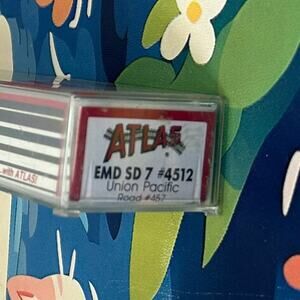 ATLAS
EMD SD 7 #4512
Union Pacific
Road #457
with ATLAS!